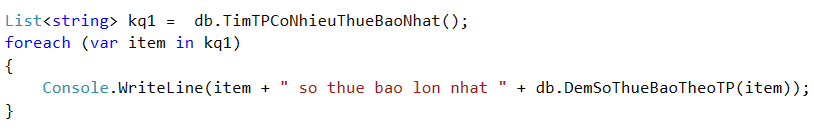 List<string> kq1 =  db.TimTPCoNhieuThueBaoNhat();
foreach (var item in kq1)
{
    Console.WriteLine(item + " so thue bao lon nhat " + db.DemSoThueBaoTheoTP(item));
}